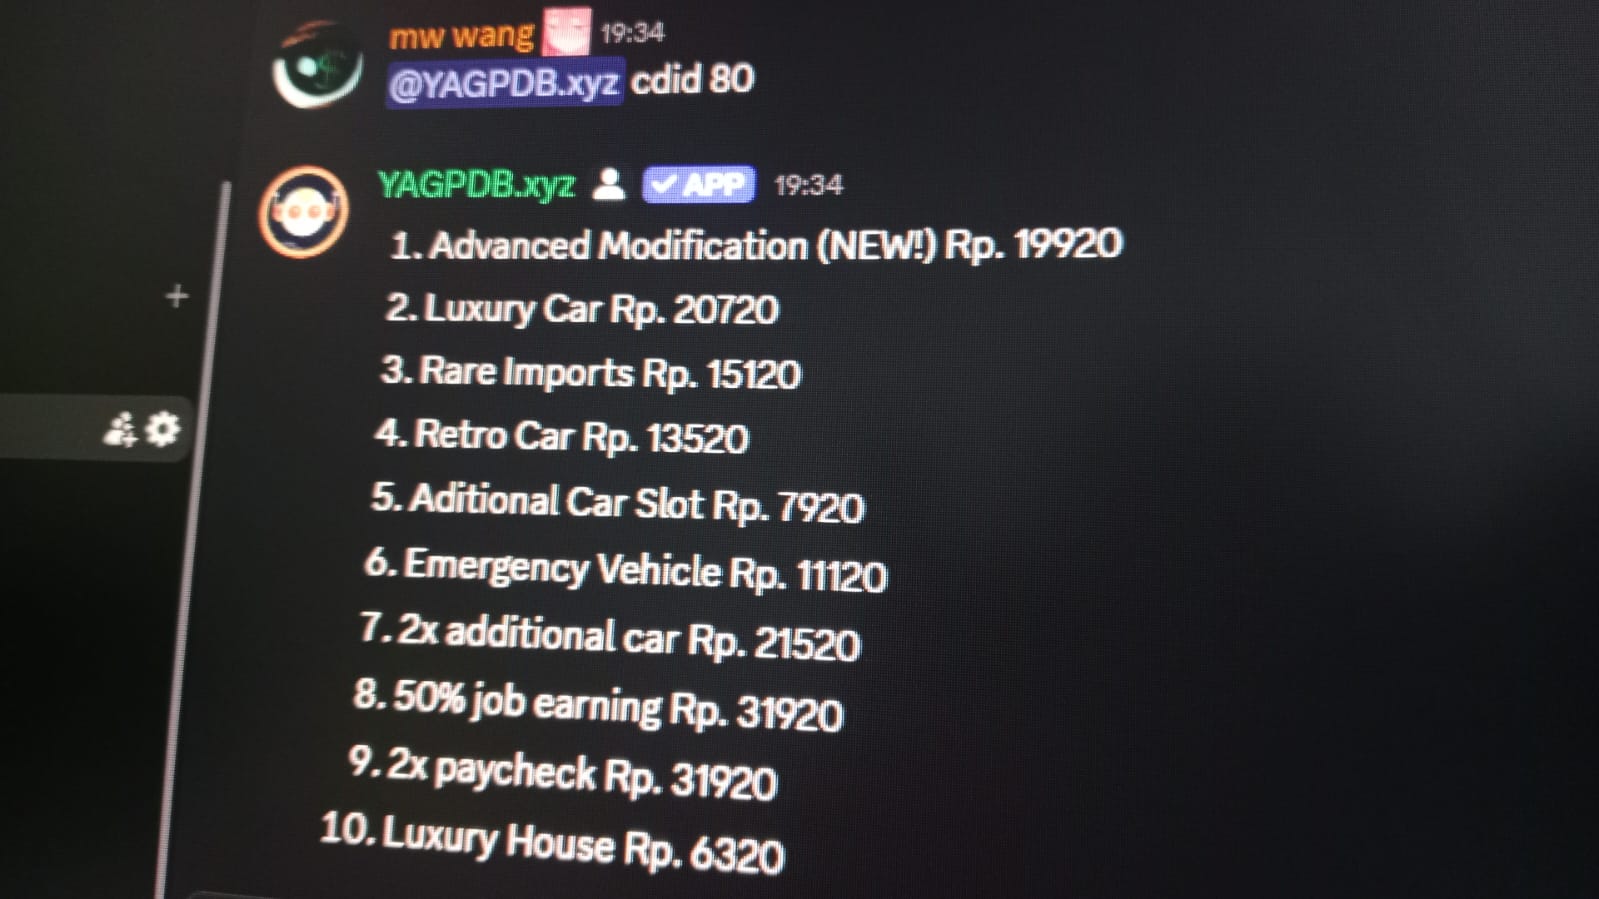 mw wang 19:34
@YAGPDB.xyz cdid 80
YAGPDB.xyz APP 19:34
1. Advanced Modification (NEW!) Rp. 19920
2. Luxury Car Rp. 20720
3. Rare Imports Rp. 15120
4. Retro Car Rp. 13520
5. Aditional Car Slot Rp. 7920
6. Emergency Vehicle Rp. 11120
7. 2x additional car Rp. 21520
8. 50% job earning Rp. 31920
9. 2x paycheck Rp. 31920
10. Luxury House Rp. 6320